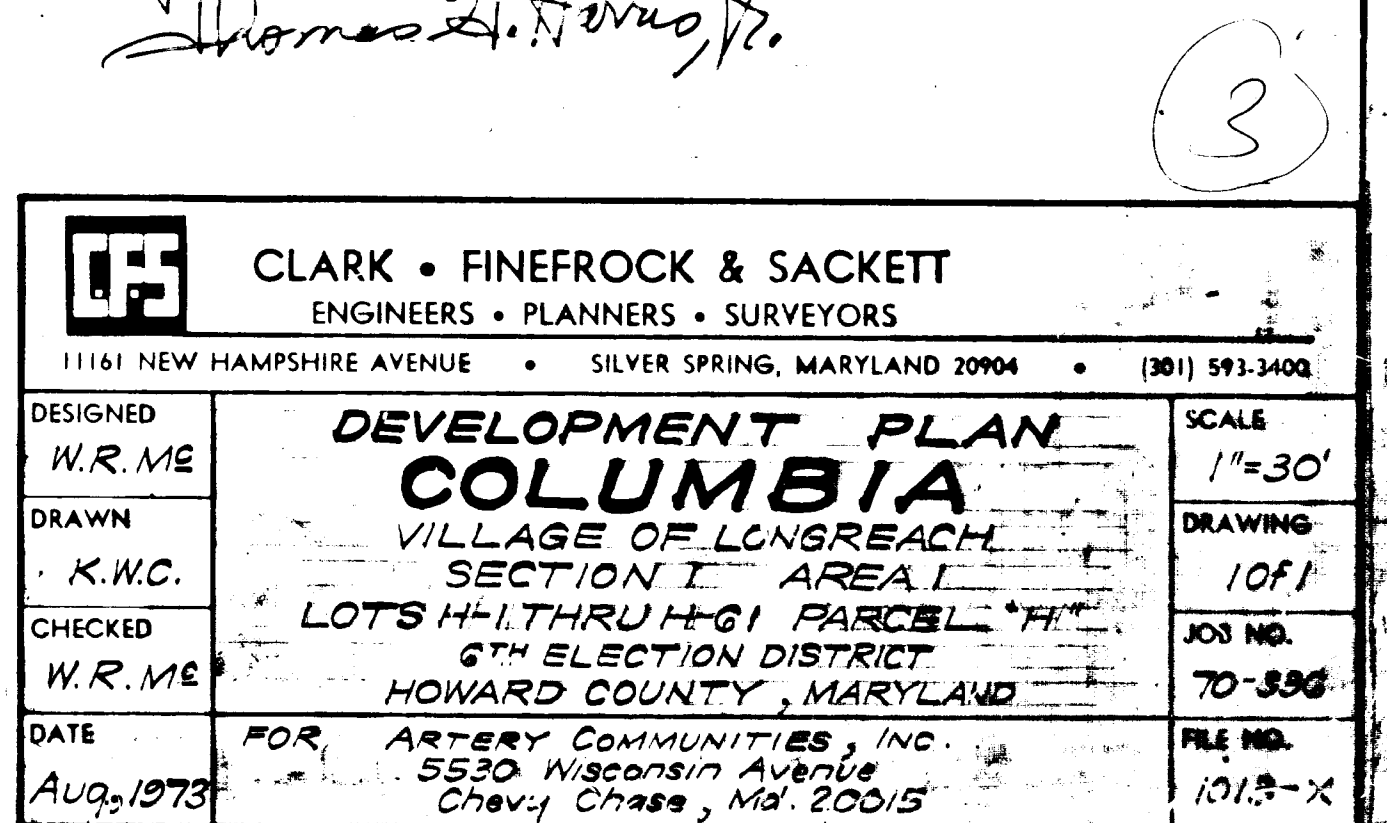 Thomas H. Jr.
3
CFS
CLARK • FINEFROCK & SACKETT
ENGINEERS • PLANNERS • SURVEYORS
11161 NEW HAMPSHIRE AVENUE • SILVER SPRING, MARYLAND 20904 • (301) 593-3400
DESIGNED
W.R. Mc
DRAWN
K.W.C.
CHECKED
W.R. Mc
DATE
Aug, 1973
DEVELOPMENT PLAN
COLUMBIA
VILLAGE OF LONGREACH
SECTION I AREA 1
LOTS H-1 THRU H-61 PARCEL "H"
6TH ELECTION DISTRICT
HOWARD COUNTY, MARYLAND
FOR ARTERY COMMUNITIES, INC.
5530 Wisconsin Avenue
Chevy Chase, Md. 20015
SCALE
1"=30'
DRAWING
1 of 1
JOB NO.
FILE NO.